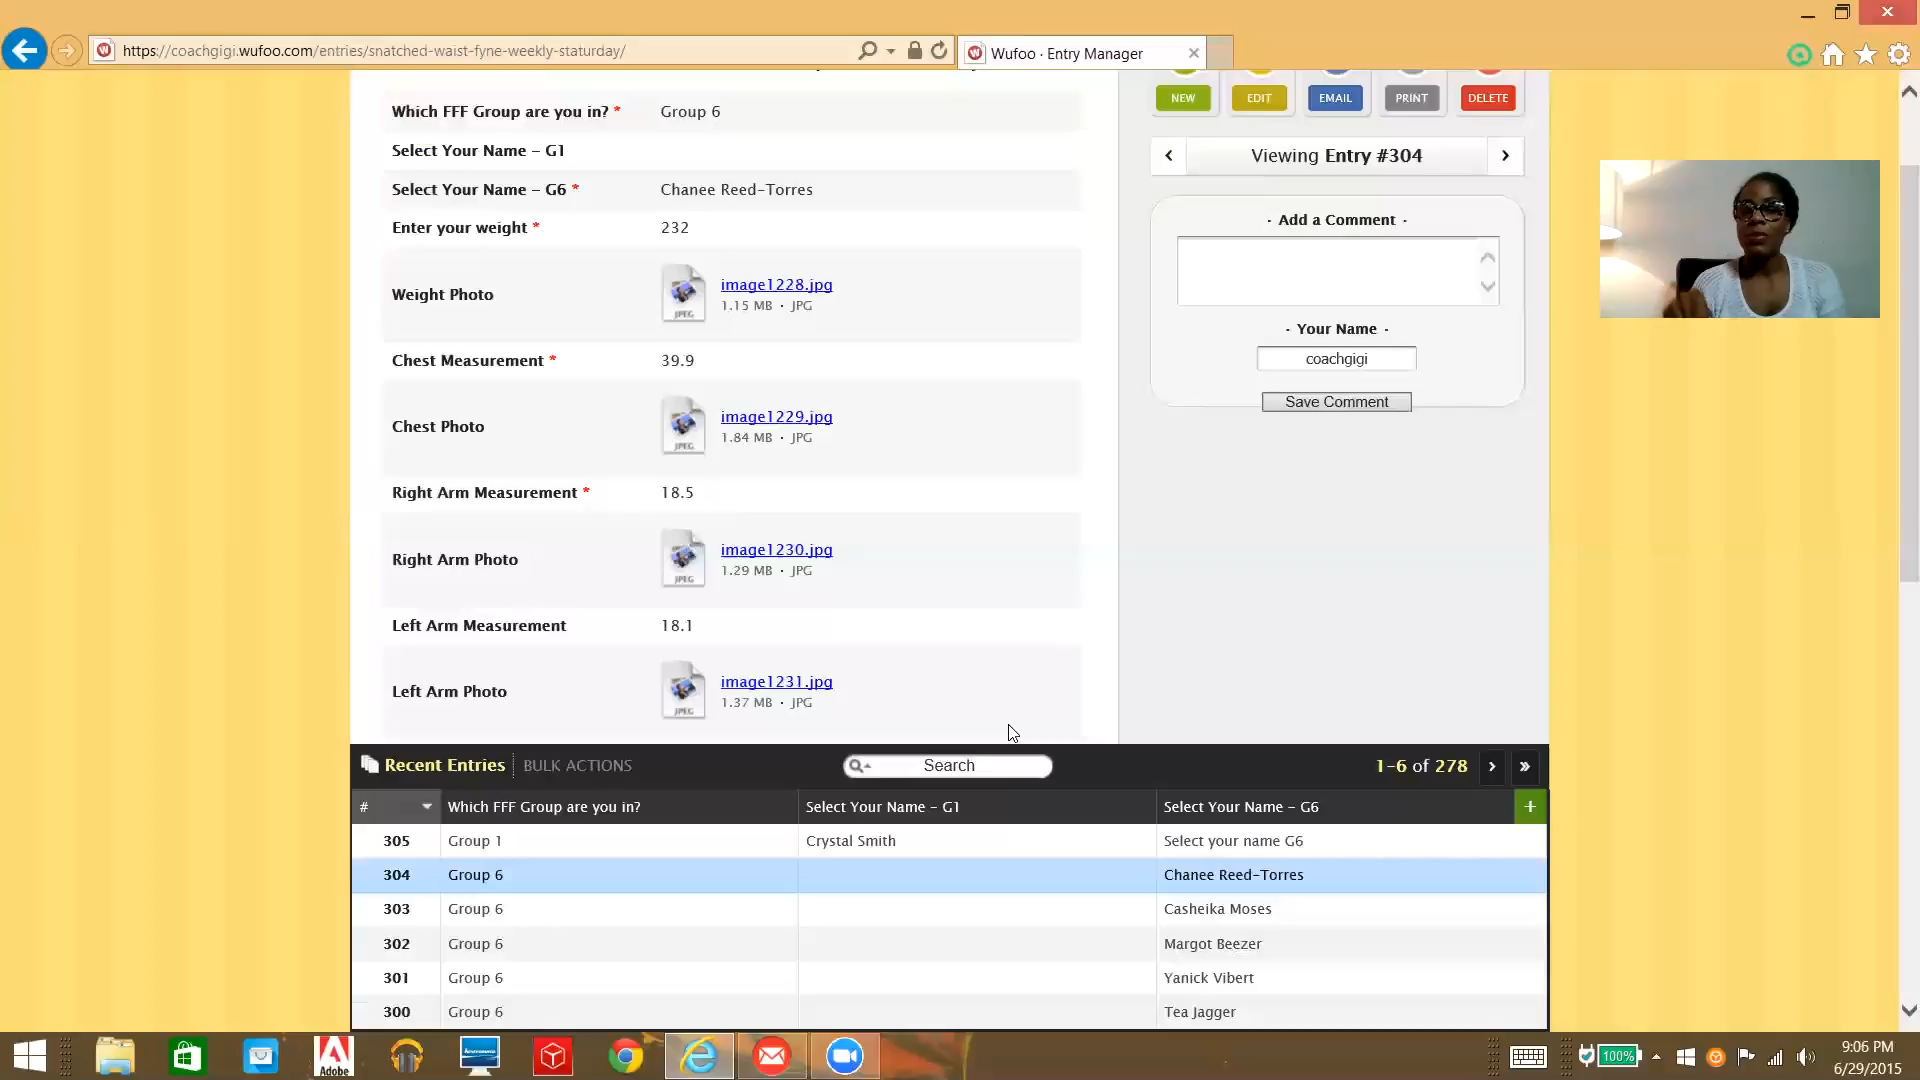 https://coachgigi.wufoo.com/entries/snatched-waist-fyne-weekly-staturday/
Wufoo · Entry Manager
Which FFF Group are you in? * Group 6
Select Your Name – G1
Select Your Name – G6 * Chanee Reed-Torres
Enter your weight * 232
Weight Photo
JPEG
image1228.jpg
1.15 MB · JPG
Chest Measurement * 39.9
Chest Photo
JPEG
image1229.jpg
1.84 MB · JPG
Right Arm Measurement * 18.5
Right Arm Photo
JPEG
image1230.jpg
1.29 MB · JPG
Left Arm Measurement 18.1
Left Arm Photo
JPEG
image1231.jpg
1.37 MB · JPG
NEW EDIT EMAIL PRINT DELETE
Viewing Entry #304
· Add a Comment ·
· Your Name ·
coachgigi
Save Comment
Recent Entries BULK ACTIONS Search 1-6 of 278
# Which FFF Group are you in? Select Your Name – G1 Select Your Name – G6 +
305 Group 1 Crystal Smith Select your name G6
304 Group 6 Chanee Reed-Torres
303 Group 6 Casheika Moses
302 Group 6 Margot Beezer
301 Group 6 Yanick Vibert
300 Group 6 Tea Jagger
Adobe
100%
9:06 PM
6/29/2015